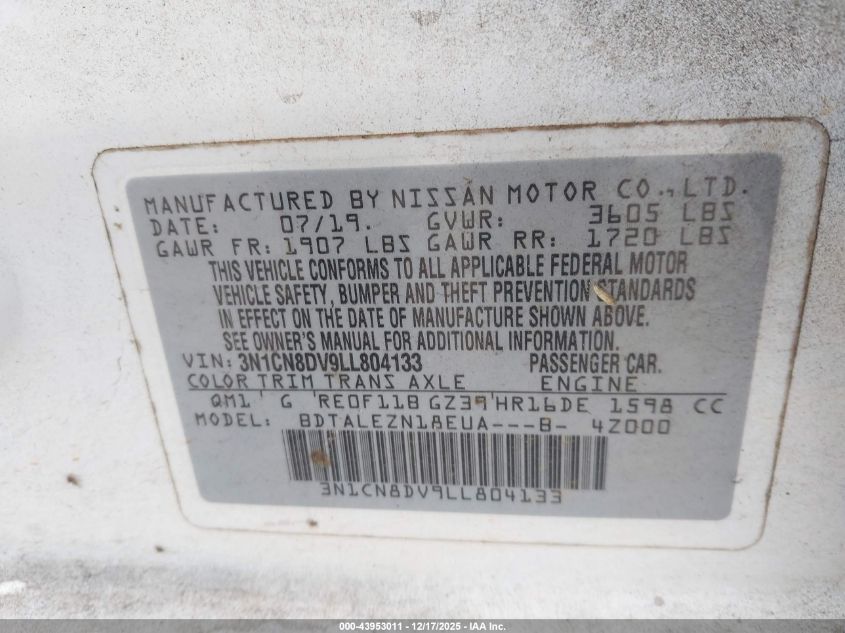 MANUFACTURED BY NISSAN MOTOR CO., LTD.
DATE: 07/19. GVWR: 3605 LBS
GAWR FR: 1907 LBS GAWR RR: 1720 LBS
THIS VEHICLE CONFORMS TO ALL APPLICABLE FEDERAL MOTOR
VEHICLE SAFETY, BUMPER AND THEFT PREVENTION STANDARDS
IN EFFECT ON THE DATE OF MANUFACTURE SHOWN ABOVE.
SEE OWNER'S MANUAL FOR ADDITIONAL INFORMATION.
VIN: 3N1CN8DV9LL804133 PASSENGER CAR.
COLOR TRIM TRANS AXLE ENGINE
QM1 G RE0F11B GZ39 HR16DE 1598 CC
MODEL: BDTALEZN18EUA---B- 4Z000
3N1CN8DV9LL804133
000-43953011 - 12/17/2025 - IAA, Inc.